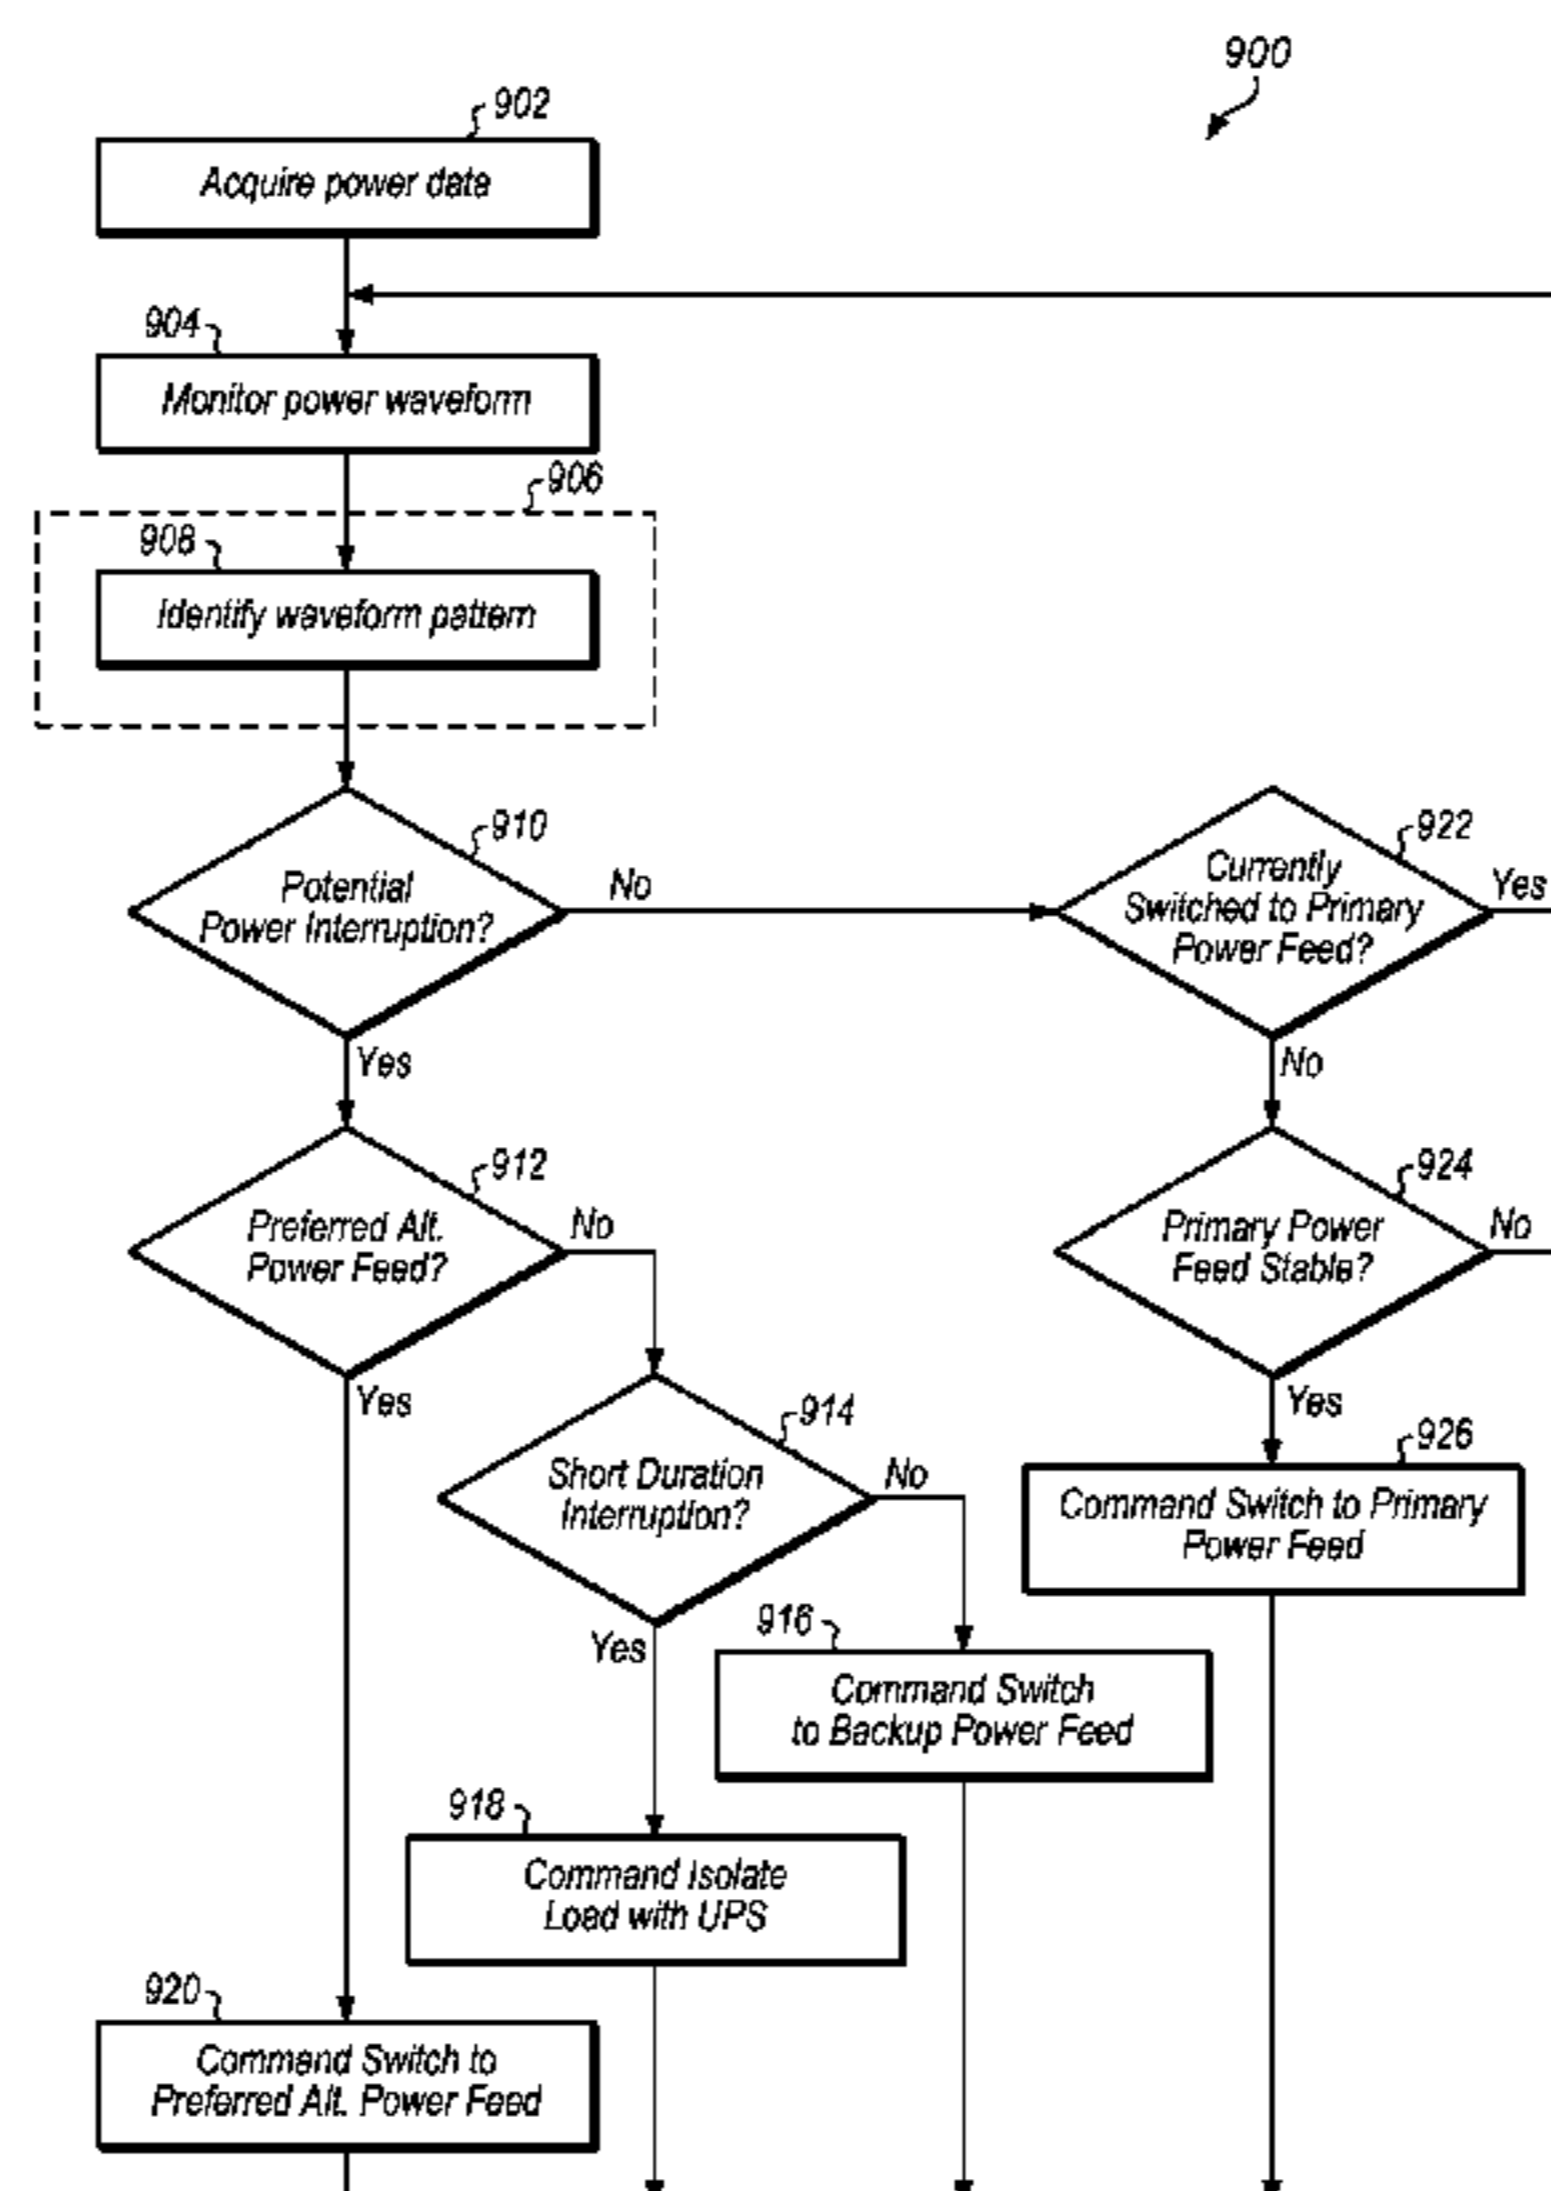 900
902
Acquire power data
904
Monitor power waveform
906
908
Identify waveform pattern
910
Potential
Power Interruption?
No
Yes
922
Currently
Switched to Primary
Power Feed?
Yes
No
912
Preferred Alt.
Power Feed?
No
Yes
924
Primary Power
Feed Stable?
No
Yes
914
Short Duration
Interruption?
No
Yes
926
Command Switch to Primary
Power Feed
916
Command Switch
to Backup Power Feed
918
Command Isolate
Load with UPS
920
Command Switch to
Preferred Alt. Power Feed